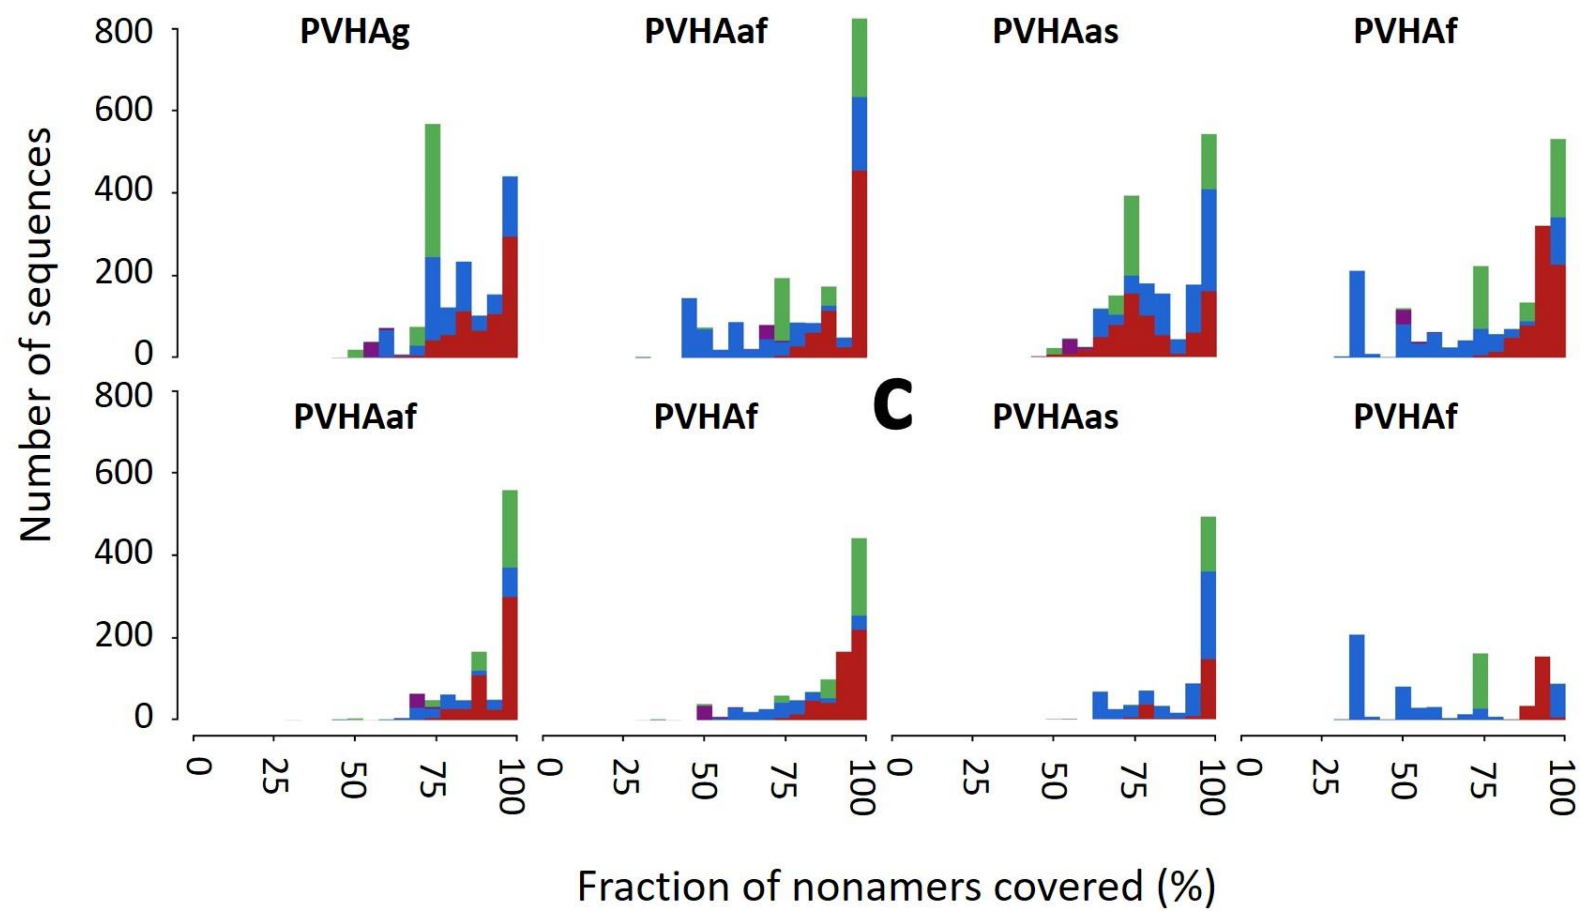 PVHAg PVHAaf PVHAas PVHAf
800
600
400
200
0
PVHAaf PVHAf C PVHAas PVHAf
800
600
400
200
0
Number of sequences
0 25 50 75 100 0 25 50 75 100 0 25 50 75 100 0 25 50 75 100
Fraction of nonamers covered (%)